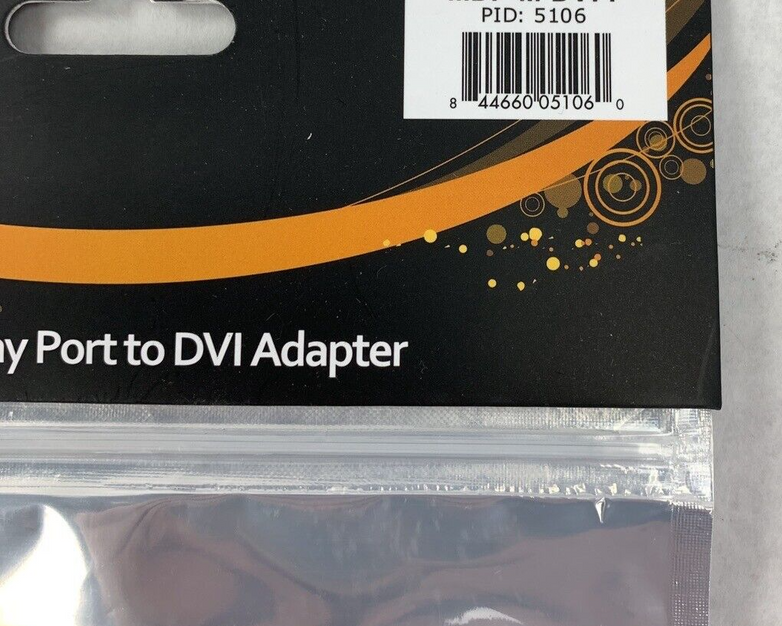 PID: 5106
8 44660 05106 0
ay Port to DVI Adapter